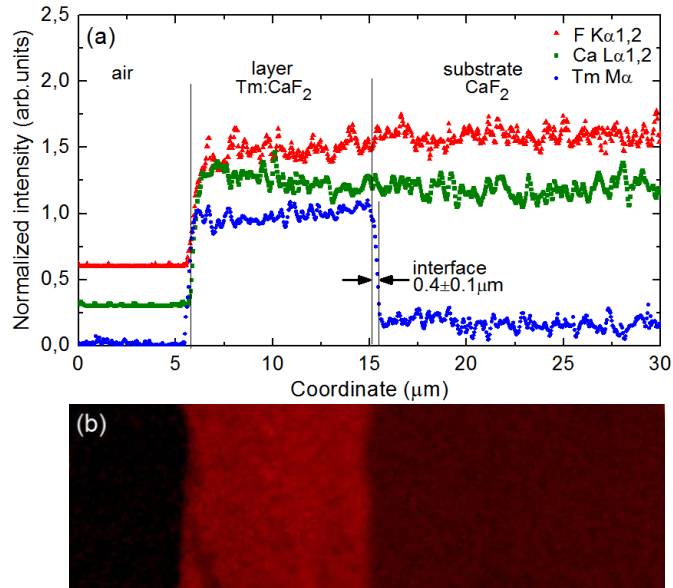 (a)
F Kα1,2
Ca Lα1,2
Tm Mα
air
layer
Tm:CaF2
substrate
CaF2
interface
0.4±0.1μm
Normalized intensity (arb.units)
2,5
2,0
1,5
1,0
0,5
0,0
0 5 10 15 20 25 30
Coordinate (μm)
(b)